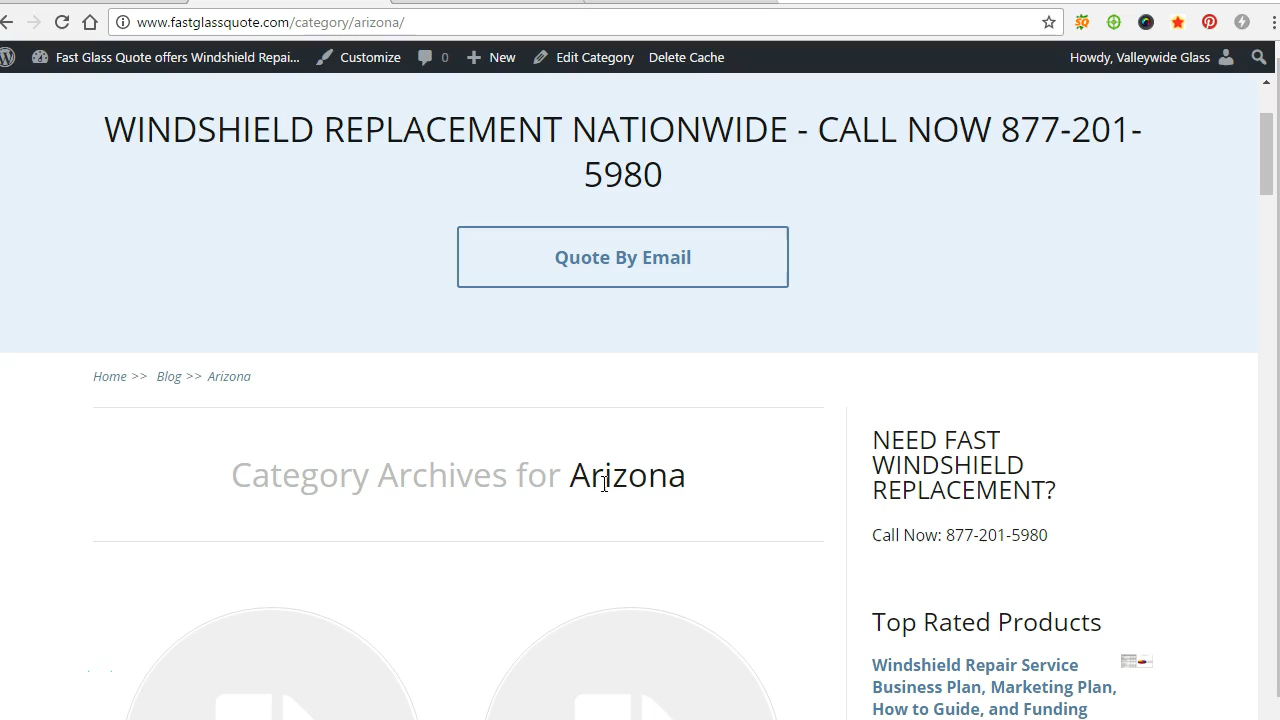 www.fastglassquote.com/category/arizona/
Fast Glass Quote offers Windshield Repai... Customize 0 New Edit Category Delete Cache Howdy, Valleywide Glass
WINDSHIELD REPLACEMENT NATIONWIDE - CALL NOW 877-201-
5980
Quote By Email
Home >> Blog >> Arizona
Category Archives for Arizona
NEED FAST
WINDSHIELD
REPLACEMENT?
Call Now: 877-201-5980
Top Rated Products
Windshield Repair Service
Business Plan, Marketing Plan,
How to Guide, and Funding